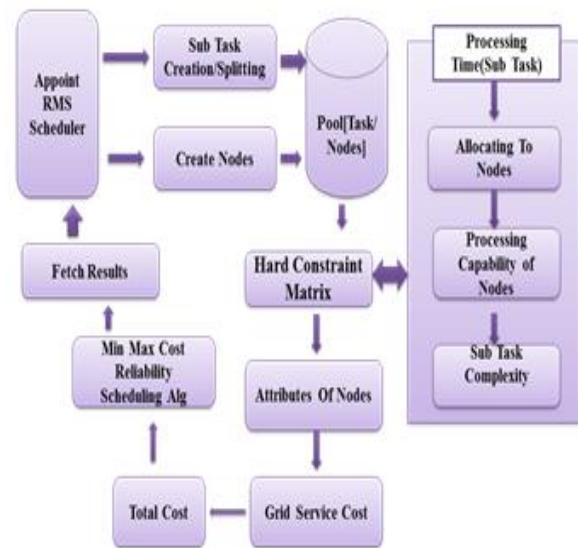 Appoint
RMS
Scheduler
Sub Task
Creation/Splitting
Create Nodes
Pool[Task/
Nodes]
Processing
Time(Sub Task)
Allocating To
Nodes
Processing
Capability of
Nodes
Sub Task
Complexity
Hard Constraint
Matrix
Attributes Of Nodes
Grid Service Cost
Total Cost
Min Max Cost
Reliability
Scheduling Alg
Fetch Results